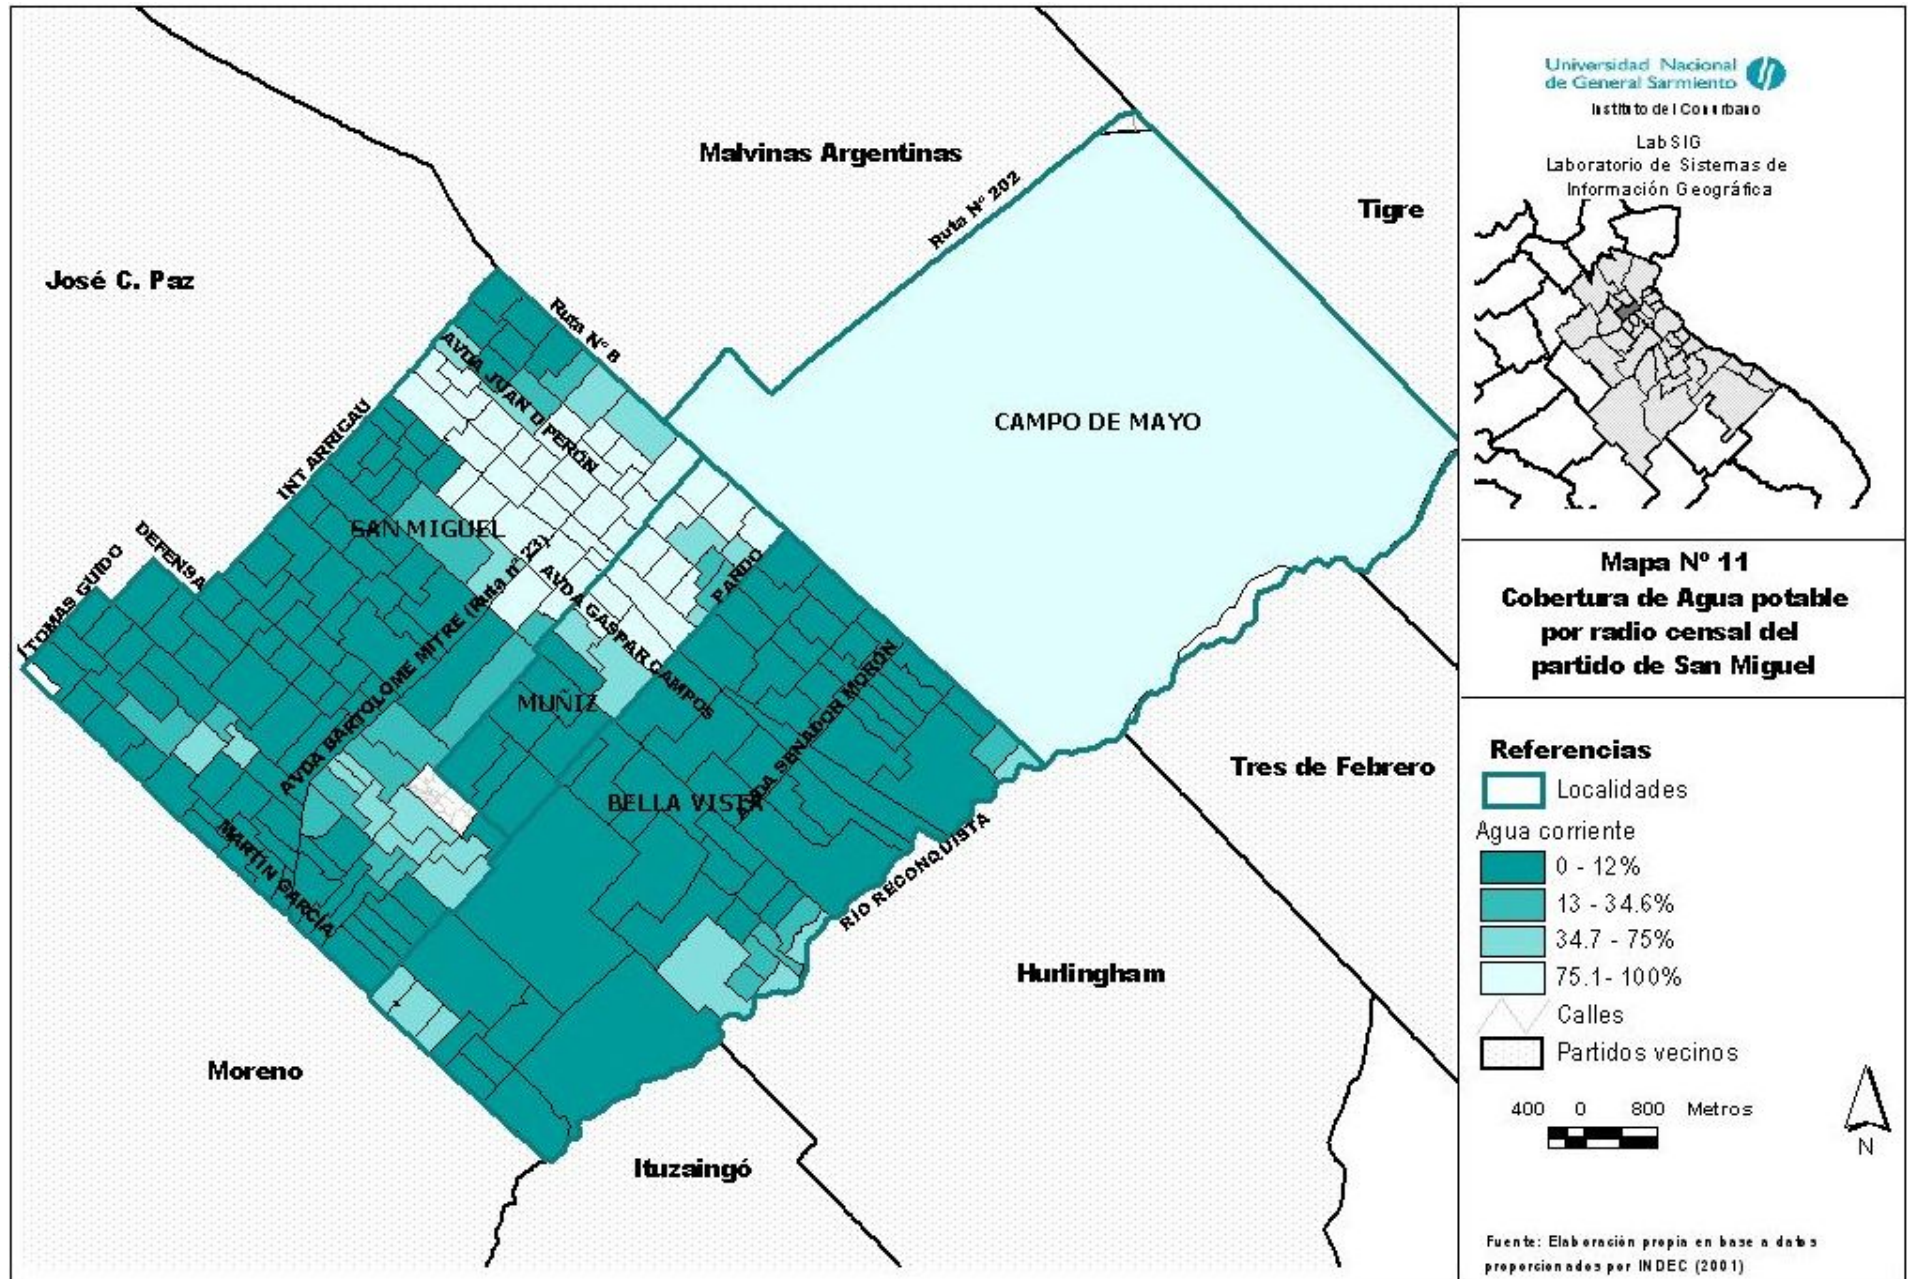 Malvinas Argentinas
Ruta Nº 202
Tigre
José C. Paz
Ruta Nº 8
AVDA JUAN D PERÓN
CAMPO DE MAYO
INT ARRICAU
SAN MIGUEL
DEFENSA
TOMAS GUIDO
AVDA BARTOLOME MITRE (Ruta nº 23)
AVDA GASPAR CAMPOS
PARDO
MUÑIZ
AVDA SENADOR MORÓN
BELLA VISTA
Tres de Febrero
MARTÍN GARCÍA
RÍO RECONQUISTA
Hurlingham
Moreno
Ituzaingó
Universidad Nacional
de General Sarmiento
Instituto del Conurbano
LabSIG
Laboratorio de Sistemas de
Información Geográfica
Mapa Nº 11
Cobertura de Agua potable
por radio censal del
partido de San Miguel
Referencias
Localidades
Agua corriente
0 - 12%
13 - 34.6%
34.7 - 75%
75.1- 100%
Calles
Partidos vecinos
400 0 800 Metros
N
Fuente: Elaboración propia en base a datos
proporcionados por INDEC (2001)